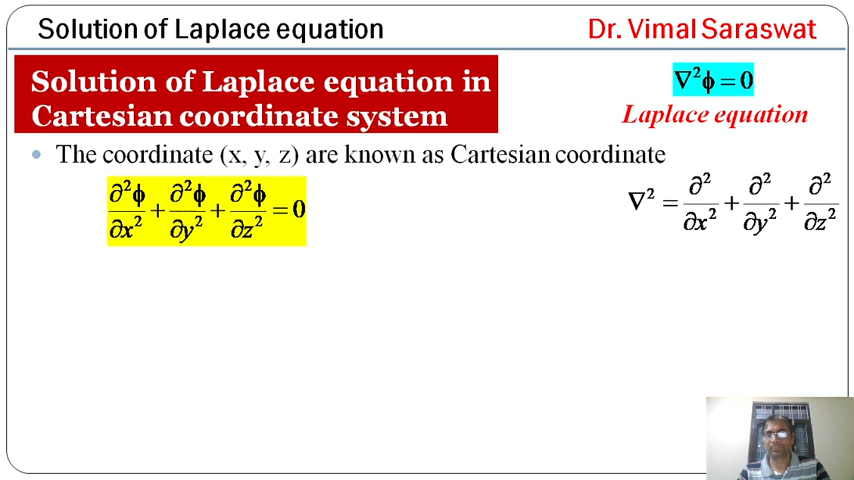 Solution of Laplace equation
Dr. Vimal Saraswat
Solution of Laplace equation in
Cartesian coordinate system
∇²ϕ = 0
Laplace equation
• The coordinate (x, y, z) are known as Cartesian coordinate
∂²ϕ/∂x² + ∂²ϕ/∂y² + ∂²ϕ/∂z² = 0
∇² = ∂²/∂x² + ∂²/∂y² + ∂²/∂z²